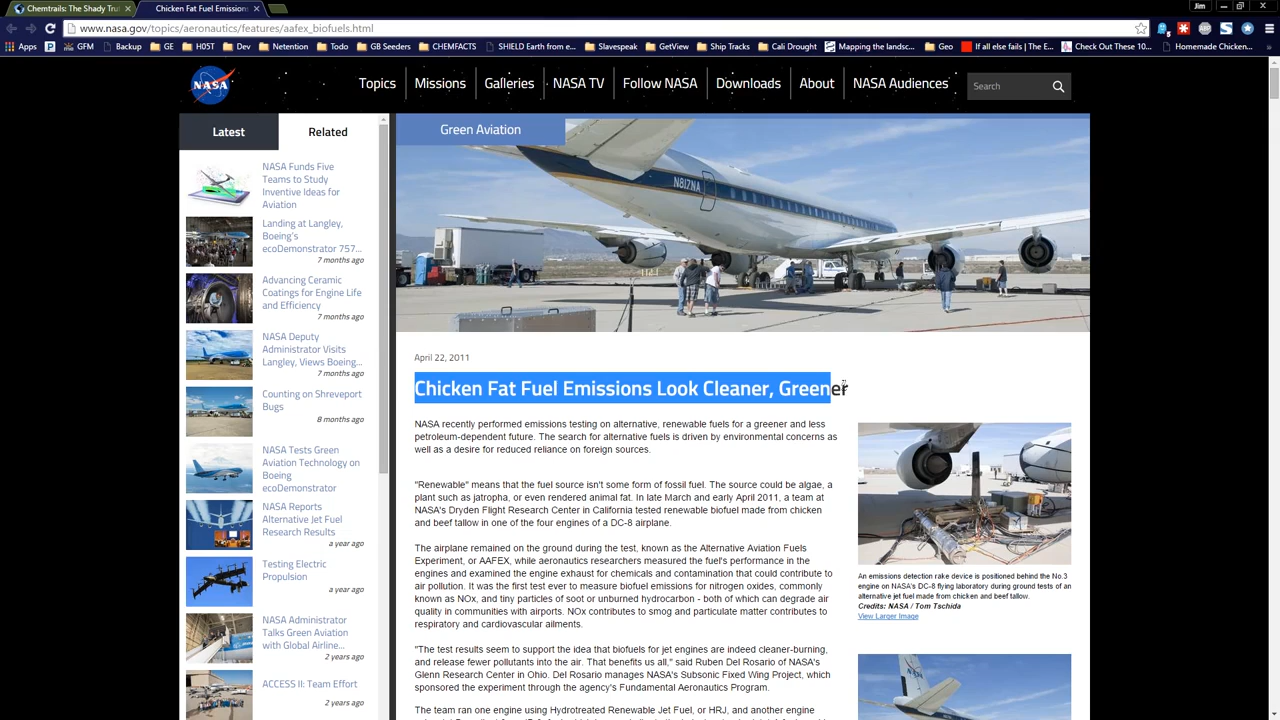 Chemtrails: The Shady Tru
Chicken Fat Fuel Emissions
Jim
www.nasa.gov/topics/aeronautics/features/aafex_biofuels.html
Apps
GFM
Backup
GE
H05T
Dev
Netention
Todo
GB Seeders
CHEMFACTS
SHIELD Earth from e...
Slavespeak
GetView
Ship Tracks
Cali Drought
Mapping the landsc...
Geo
If all else fails | The E...
Check Out These 10...
Homemade Chicken...
NASA
Topics
Missions
Galleries
NASA TV
Follow NASA
Downloads
About
NASA Audiences
Search
Latest
Related
NASA Funds Five
Teams to Study
Inventive Ideas for
Aviation
Landing at Langley,
Boeing's
ecoDemonstrator 757...
7 months ago
Advancing Ceramic
Coatings for Engine Life
and Efficiency
7 months ago
NASA Deputy
Administrator Visits
Langley, Views Boeing...
7 months ago
Counting on Shreveport
Bugs
8 months ago
NASA Tests Green
Aviation Technology on
Boeing
ecoDemonstrator
NASA Reports
Alternative Jet Fuel
Research Results
a year ago
Testing Electric
Propulsion
a year ago
NASA Administrator
Talks Green Aviation
with Global Airline...
2 years ago
ACCESS II: Team Effort
2 years ago
Green Aviation
N817NA
April 22, 2011
Chicken Fat Fuel Emissions Look Cleaner, Greener
NASA recently performed emissions testing on alternative, renewable fuels for a greener and less
petroleum-dependent future. The search for alternative fuels is driven by environmental concerns as
well as a desire for reduced reliance on foreign sources.
"Renewable" means that the fuel source isn't some form of fossil fuel. The source could be algae, a
plant such as jatropha, or even rendered animal fat. In late March and early April 2011, a team at
NASA's Dryden Flight Research Center in California tested renewable biofuel made from chicken
and beef tallow in one of the four engines of a DC-8 airplane.
The airplane remained on the ground during the test, known as the Alternative Aviation Fuels
Experiment, or AAFEX, while aeronautics researchers measured the fuel's performance in the
engines and examined the engine exhaust for chemicals and contamination that could contribute to
air pollution. It was the first test ever to measure biofuel emissions for nitrogen oxides, commonly
known as NOx, and tiny particles of soot or unburned hydrocarbon - both of which can degrade air
quality in communities with airports. NOx contributes to smog and particulate matter contributes to
respiratory and cardiovascular ailments.
"The test results seem to support the idea that biofuels for jet engines are indeed cleaner-burning,
and release fewer pollutants into the air. That benefits us all," said Ruben Del Rosario of NASA's
Glenn Research Center in Ohio. Del Rosario manages NASA's Subsonic Fixed Wing Project, which
sponsored the experiment through the agency's Fundamental Aeronautics Program.
The team ran one engine using Hydrotreated Renewable Jet Fuel, or HRJ, and another engine
An emissions detection rake device is positioned behind the No.3
engine on NASA's DC-8 flying laboratory during ground tests of an
alternative jet fuel made from chicken and beef tallow.
Credits: NASA / Tom Tschida
View Larger Image